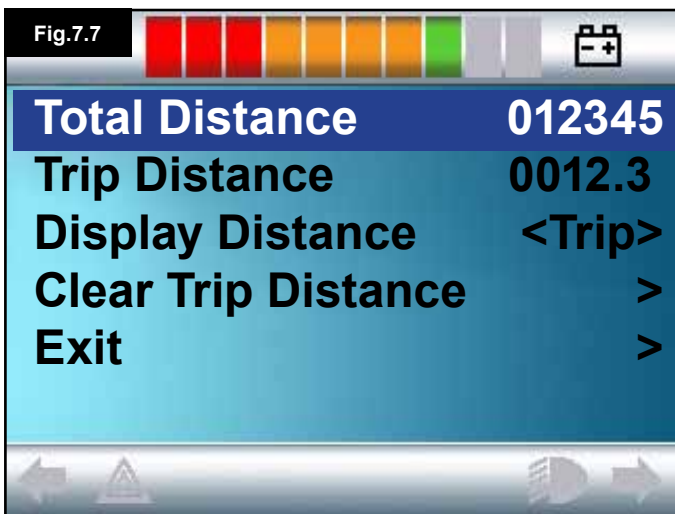 Fig.7.7
Total Distance 012345
Trip Distance 0012.3
Display Distance <Trip>
Clear Trip Distance >
Exit >